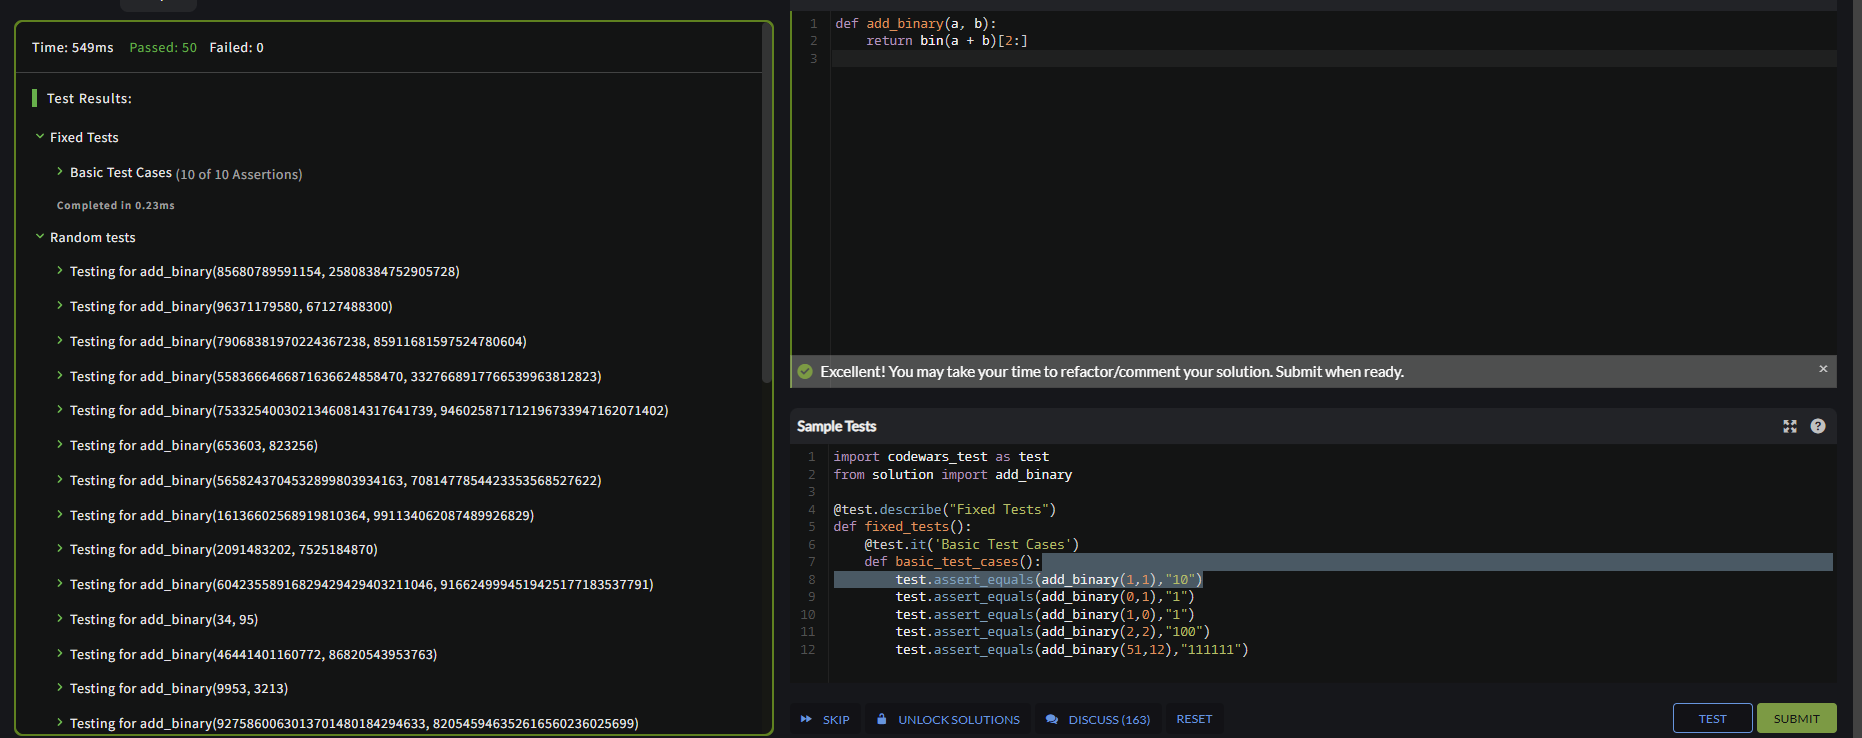 Time: 549ms Passed: 50 Failed: 0
Test Results:
Fixed Tests
Basic Test Cases (10 of 10 Assertions)
Completed in 0.23ms
Random tests
Testing for add_binary(85680789591154, 25808384752905728)
Testing for add_binary(96371179580, 67127488300)
Testing for add_binary(79068381970224367238, 85911681597524780604)
Testing for add_binary(5583666466871636624858470, 3327668917766539963812823)
Testing for add_binary(75332540030213460814317641739, 94602587171219673394716207​1402)
Testing for add_binary(653603, 823256)
Testing for add_binary(5658243704532899803934163, 7081477854423353568527622)
Testing for add_binary(16136602568919810364, 991134062087489926829)
Testing for add_binary(2091483202, 7525184870)
Testing for add_binary(60423558916829429429403211046, 9166249994519425177183537791)
Testing for add_binary(34, 95)
Testing for add_binary(46441401160772, 86820543953763)
Testing for add_binary(9953, 3213)
Testing for add_binary(9275860063013701480184294633, 820545946352616560236025699)
1 def add_binary(a, b):
2 return bin(a + b)[2:]
3
Excellent! You may take your time to refactor/comment your solution. Submit when ready. ×
Sample Tests ?
1 import codewars_test as test
2 from solution import add_binary
3
4 @test.describe("Fixed Tests")
5 def fixed_tests():
6 @test.it('Basic Test Cases')
7 def basic_test_cases():
8 test.assert_equals(add_binary(1,1),"10")
9 test.assert_equals(add_binary(0,1),"1")
10 test.assert_equals(add_binary(1,0),"1")
11 test.assert_equals(add_binary(2,2),"100")
12 test.assert_equals(add_binary(51,12),"111111")
SKIP UNLOCK SOLUTIONS DISCUSS (163) RESET TEST SUBMIT